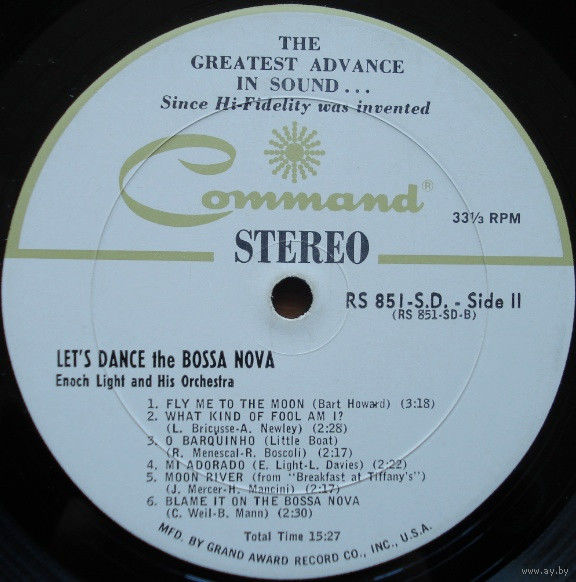 THE
GREATEST ADVANCE
IN SOUND...
Since Hi-Fidelity was invented
Command®
33⅓ RPM
STEREO
RS 851-S.D. - Side II
(RS 851-SD-B)
LET'S DANCE the BOSSA NOVA
Enoch Light and His Orchestra
1. FLY ME TO THE MOON (Bart Howard) (3:18)
2. WHAT KIND OF FOOL AM I?
(L. Bricysse-A. Newley) (2:28)
3. O BARQUINHO (Little Boat)
(R. Menescal-R. Boscoli) (2:17)
4. MI ADORADO (E. Light-L. Davies) (2:22)
5. MOON RIVER (from "Breakfast at Tiffany's")
(J. Mercer-H. Mancini) (2:17)
6. BLAME IT ON THE BOSSA NOVA
(C. Weil-B. Mann) (2:30)
Total Time 15:27
MFD. BY GRAND AWARD RECORD CO., INC., U.S.A.
www.ay.by